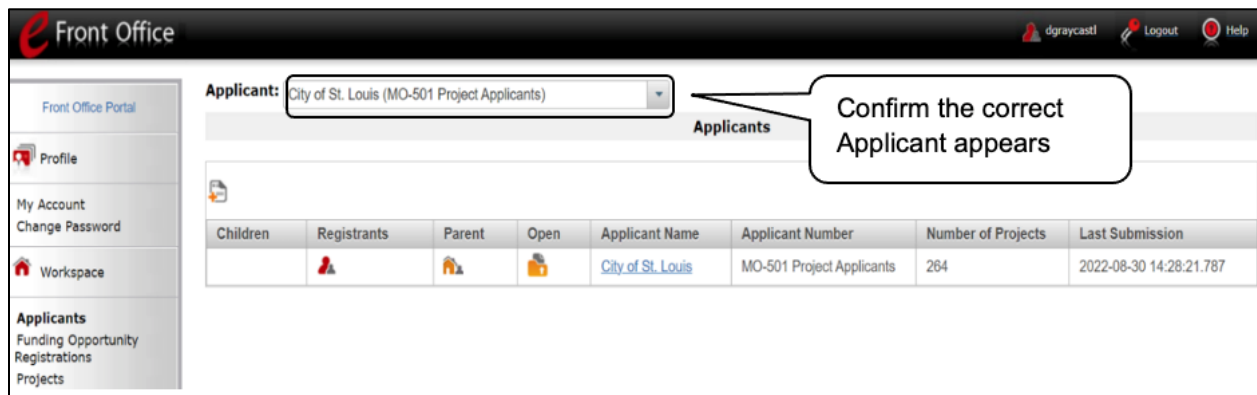 e Front Office
dgraycastl Logout Help
Front Office Portal
Profile
My Account
Change Password
Workspace
Applicants
Funding Opportunity
Registrations
Projects
Applicant: City of St. Louis (MO-501 Project Applicants)
Confirm the correct
Applicant appears
Applicants
Children Registrants Parent Open Applicant Name Applicant Number Number of Projects Last Submission
City of St. Louis MO-501 Project Applicants 264 2022-08-30 14:28:21.787